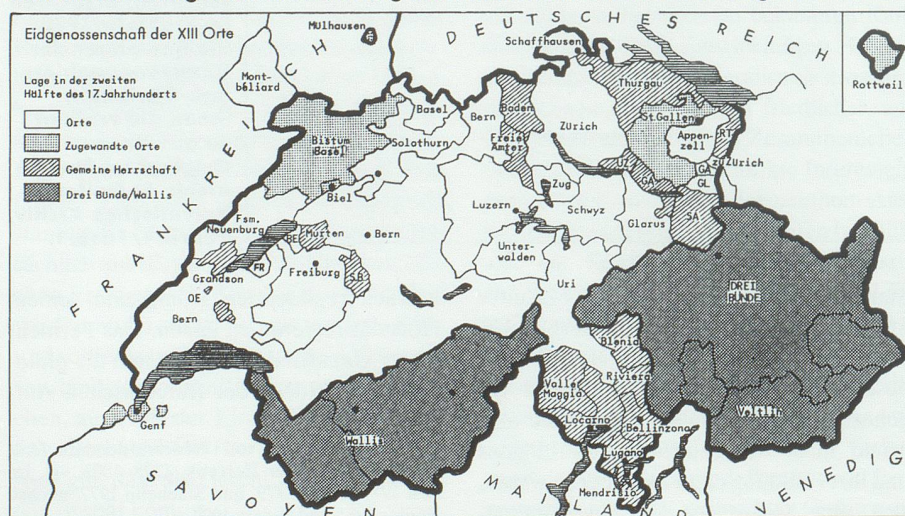 Eidgenossenschaft der XIII Orte
Lage in der zweiten
Hälfte des 17. Jahrhunderts
Orte
Zugewandte Orte
Gemeine Herrschaft
Drei Bünde/Wallis
Mülhausen
Mont-
béliard
FRANKREICH
DEUTSCHES REICH
Schaffhausen
Rottweil
Thurgau
Basel
Bern
Baden
Freie
Ämter
Zürich
St.Gallen
Appen-
zell
RT
zu Zürich
Bistum
Basel
Solothurn
Biel
UZ
GA
GA
GL
SA
Zug
Luzern
Schwyz
Glarus
Fsm.
Neuenburg
BE
Murten
Bern
Unter-
walden
Uri
Grandson
FR
Freiburg
SB
OE
Bern
DREI
BÜNDE
Blenio
Riviera
Valle
Maggia
Locarno
Bellinzona
Lugano
Mendrisio
Veltlin
Genf
Wallis
SAVOYEN
MAILAND
VENEDIG